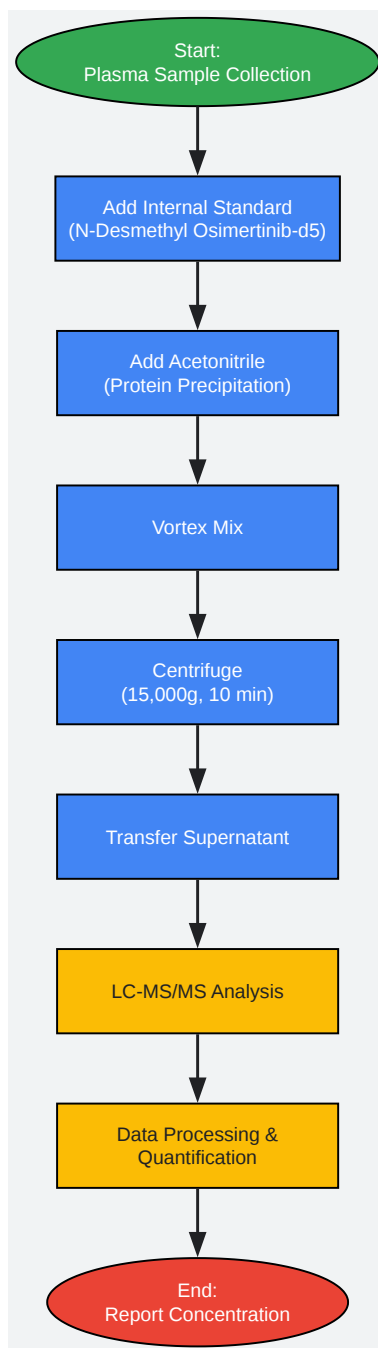 Start:
Plasma Sample Collection
Add Internal Standard
(N-Desmethyl Osimertinib-d5)
Add Acetonitrile
(Protein Precipitation)
Vortex Mix
Centrifuge
(15,000g, 10 min)
Transfer Supernatant
LC-MS/MS Analysis
Data Processing &
Quantification
End:
Report Concentration